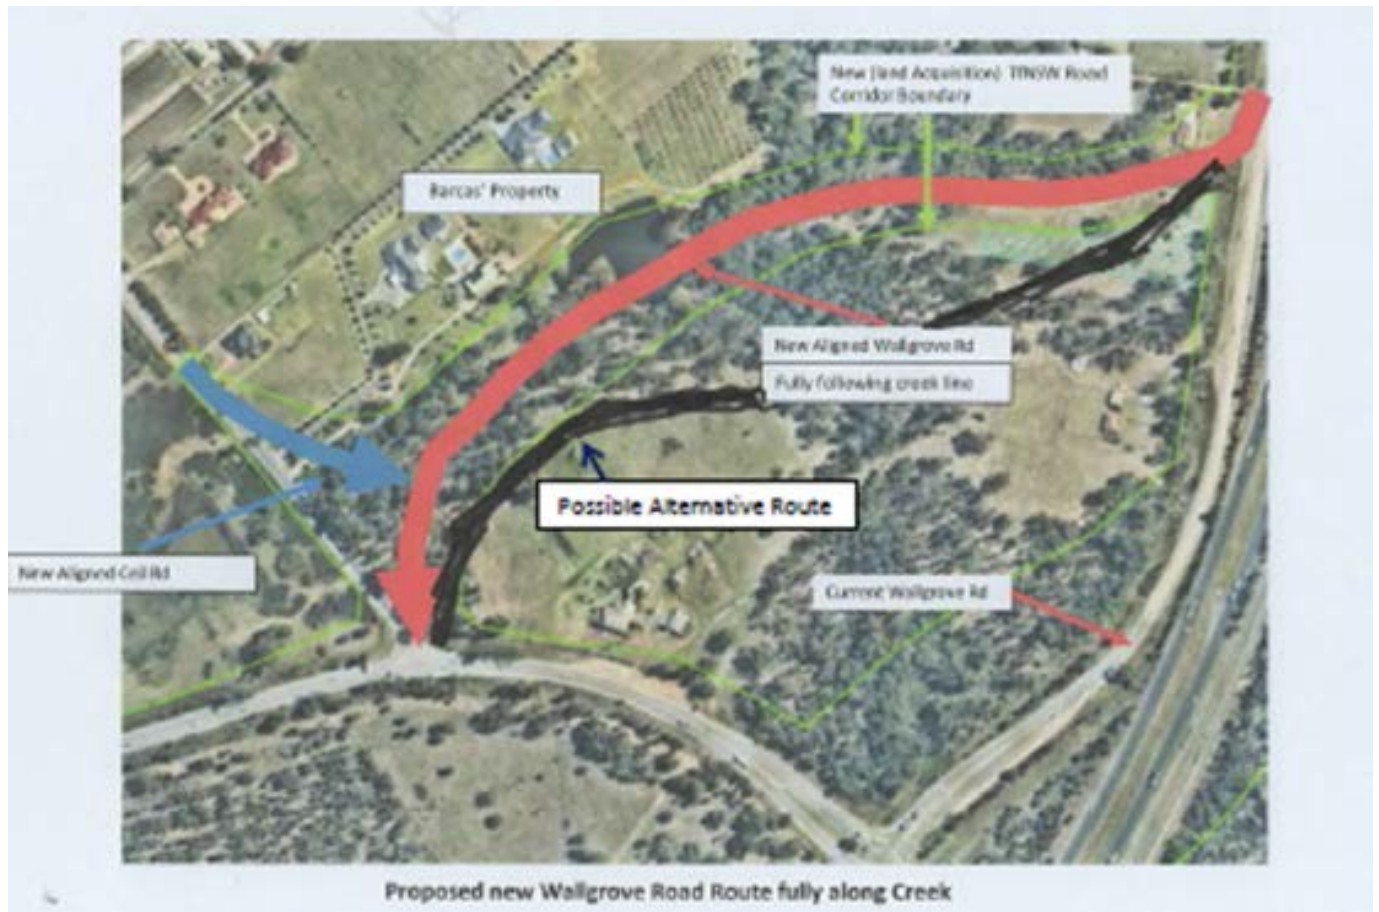 New (land Acquisition) TfNSW Road
Corridor Boundary
Barcas' Property
New Aligned Wallgrove Rd
Fully following creek line
Possible Alternative Route
New Aligned Cell Rd
Current Wallgrove Rd
Proposed new Wallgrove Road Route fully along Creek